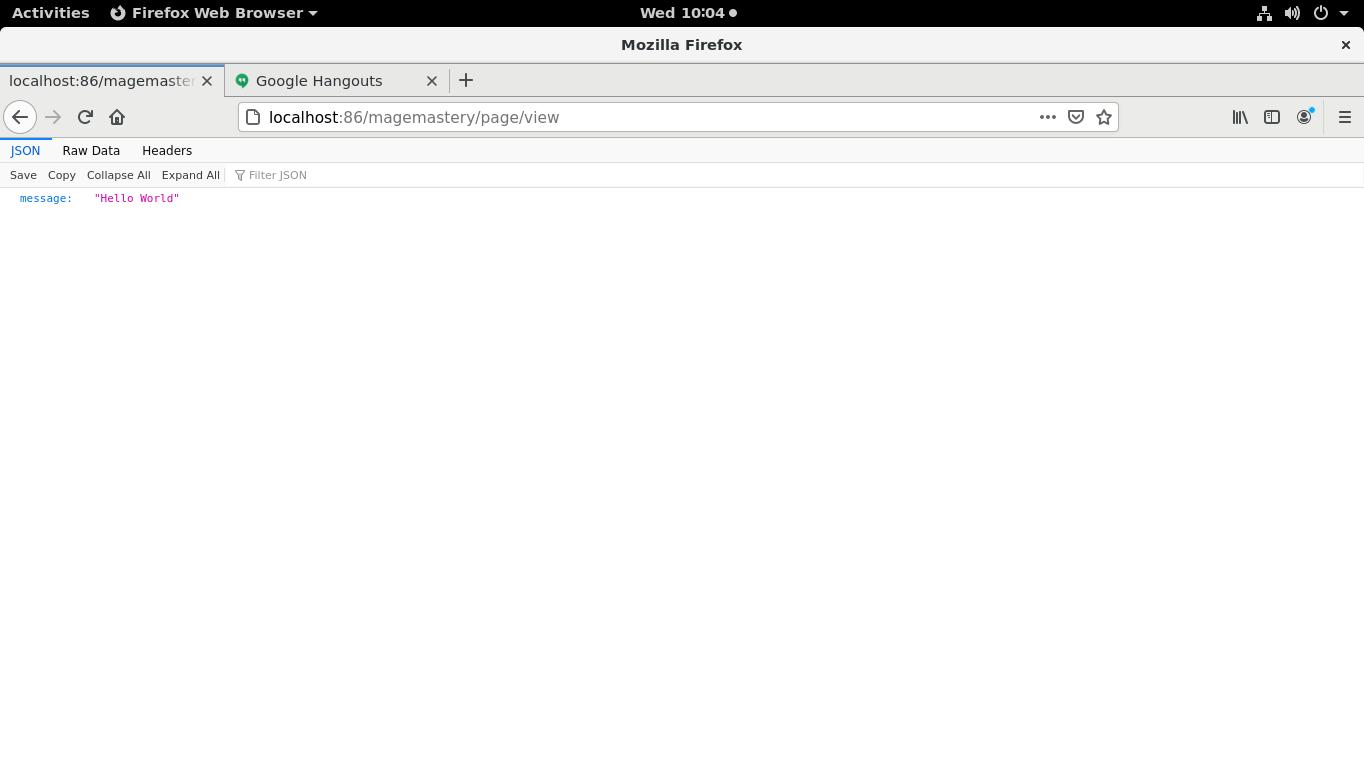 Activities Firefox Web Browser Wed 10:04
Mozilla Firefox
localhost:86/magemaster Google Hangouts
localhost:86/magemastery/page/view
JSON Raw Data Headers
Save Copy Collapse All Expand All Filter JSON
message: "Hello World"